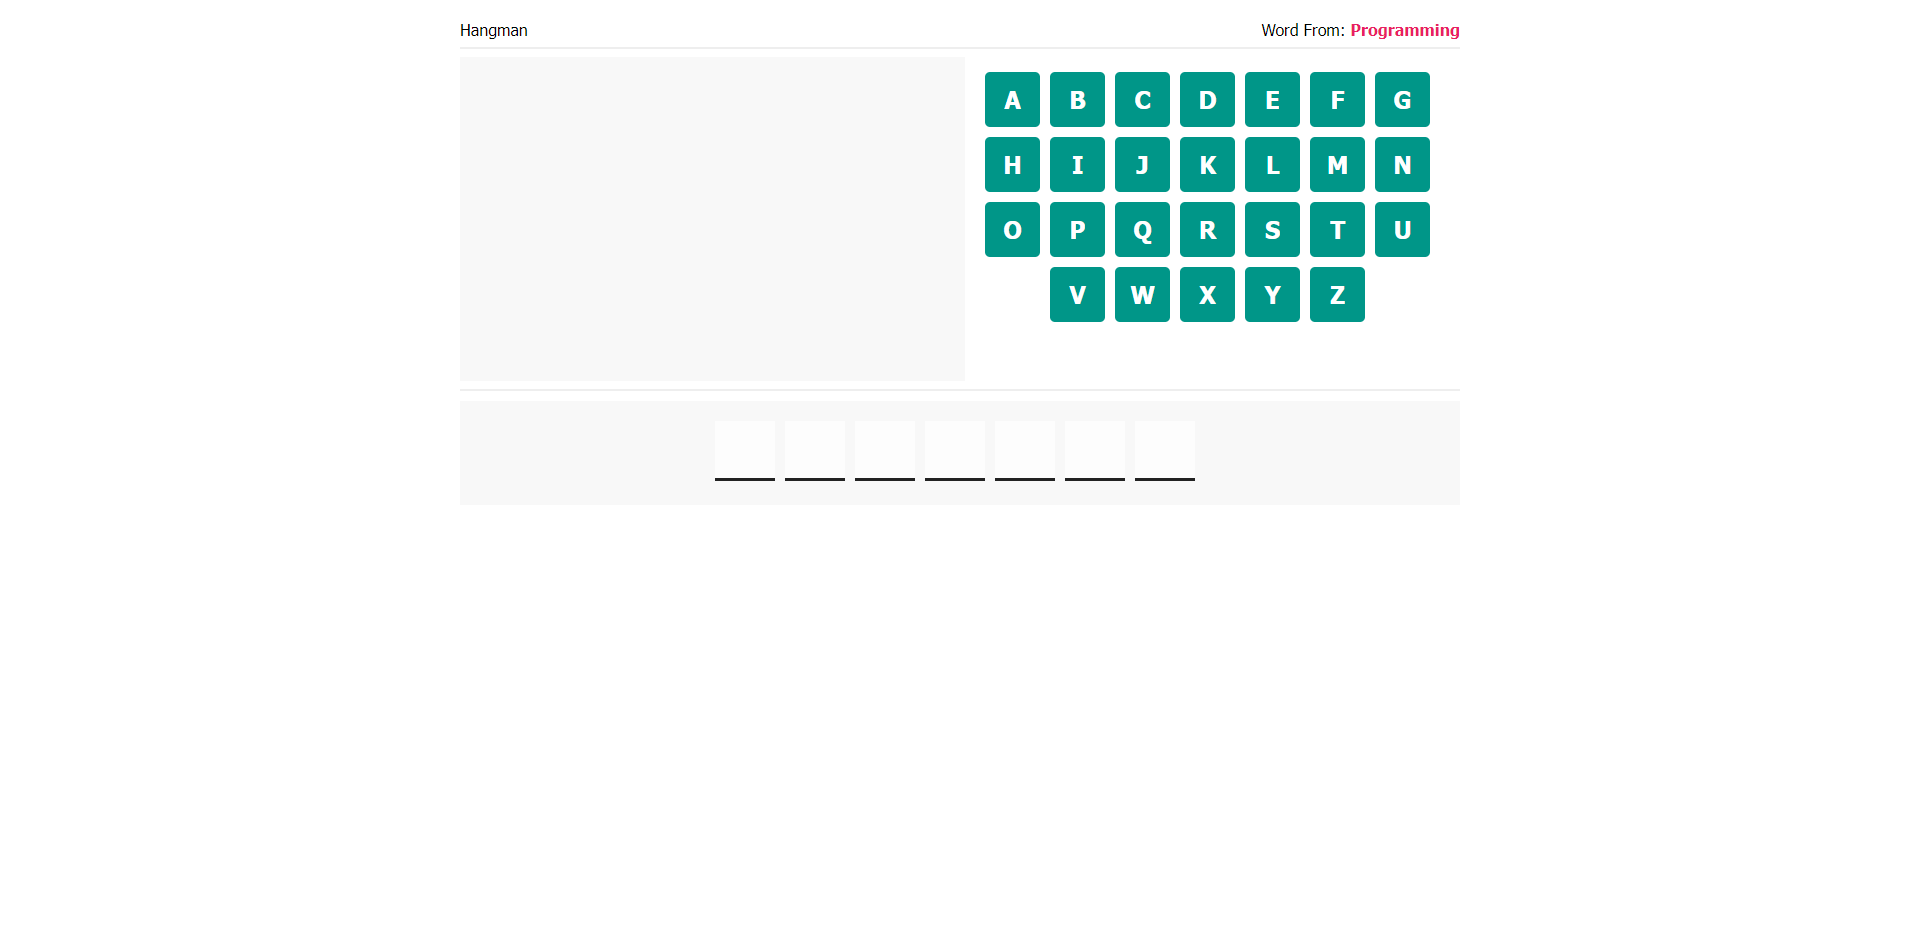 Hangman
Word From: Programming
A B C D E F G
H I J K L M N
O P Q R S T U
V W X Y Z